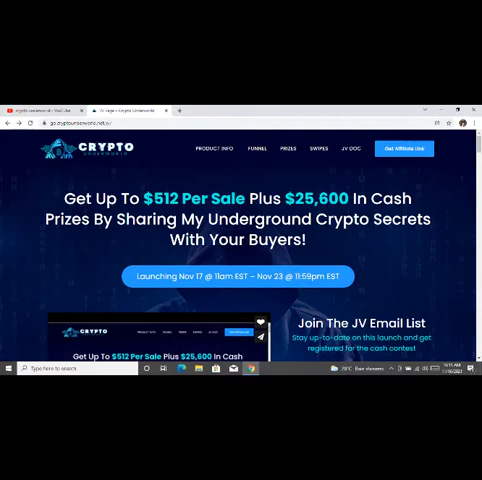 CRYPTO
UNDERWORLD
PRODUCT INFO FUNNEL PRIZES SWIPES JV DOC Get Affiliate Link
Get Up To $512 Per Sale Plus $25,600 In Cash
Prizes By Sharing My Underground Crypto Secrets
With Your Buyers!
Launching Nov 17 @ 11am EST – Nov 23 @ 11:59pm EST
CRYPTO
Get Up To $512 Per Sale Plus $25,600 In Cash
Join The JV Email List
Stay up-to-date on this launch and get
registered for the cash contest
Type here to search
Rain showers